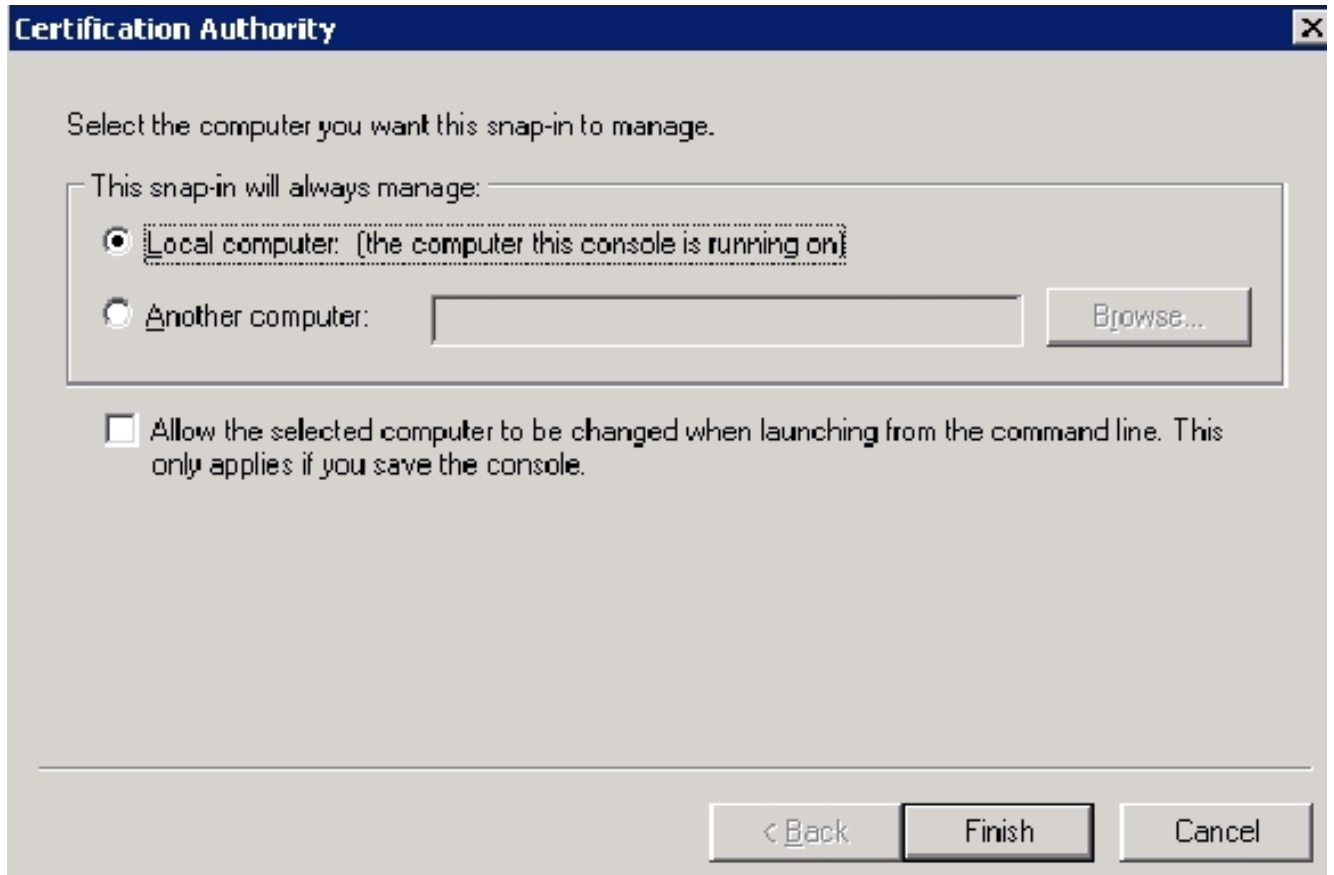 Certification Authority
Select the computer you want this snap-in to manage.
This snap-in will always manage:
Local computer: (the computer this console is running on)
Another computer:
Browse...
Allow the selected computer to be changed when launching from the command line. This
only applies if you save the console.
< Back
Finish
Cancel